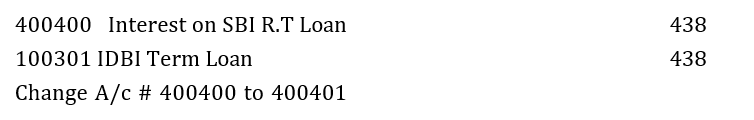 400400 Interest on SBI R.T Loan 438
100301 IDBI Term Loan 438
Change A/c # 400400 to 400401